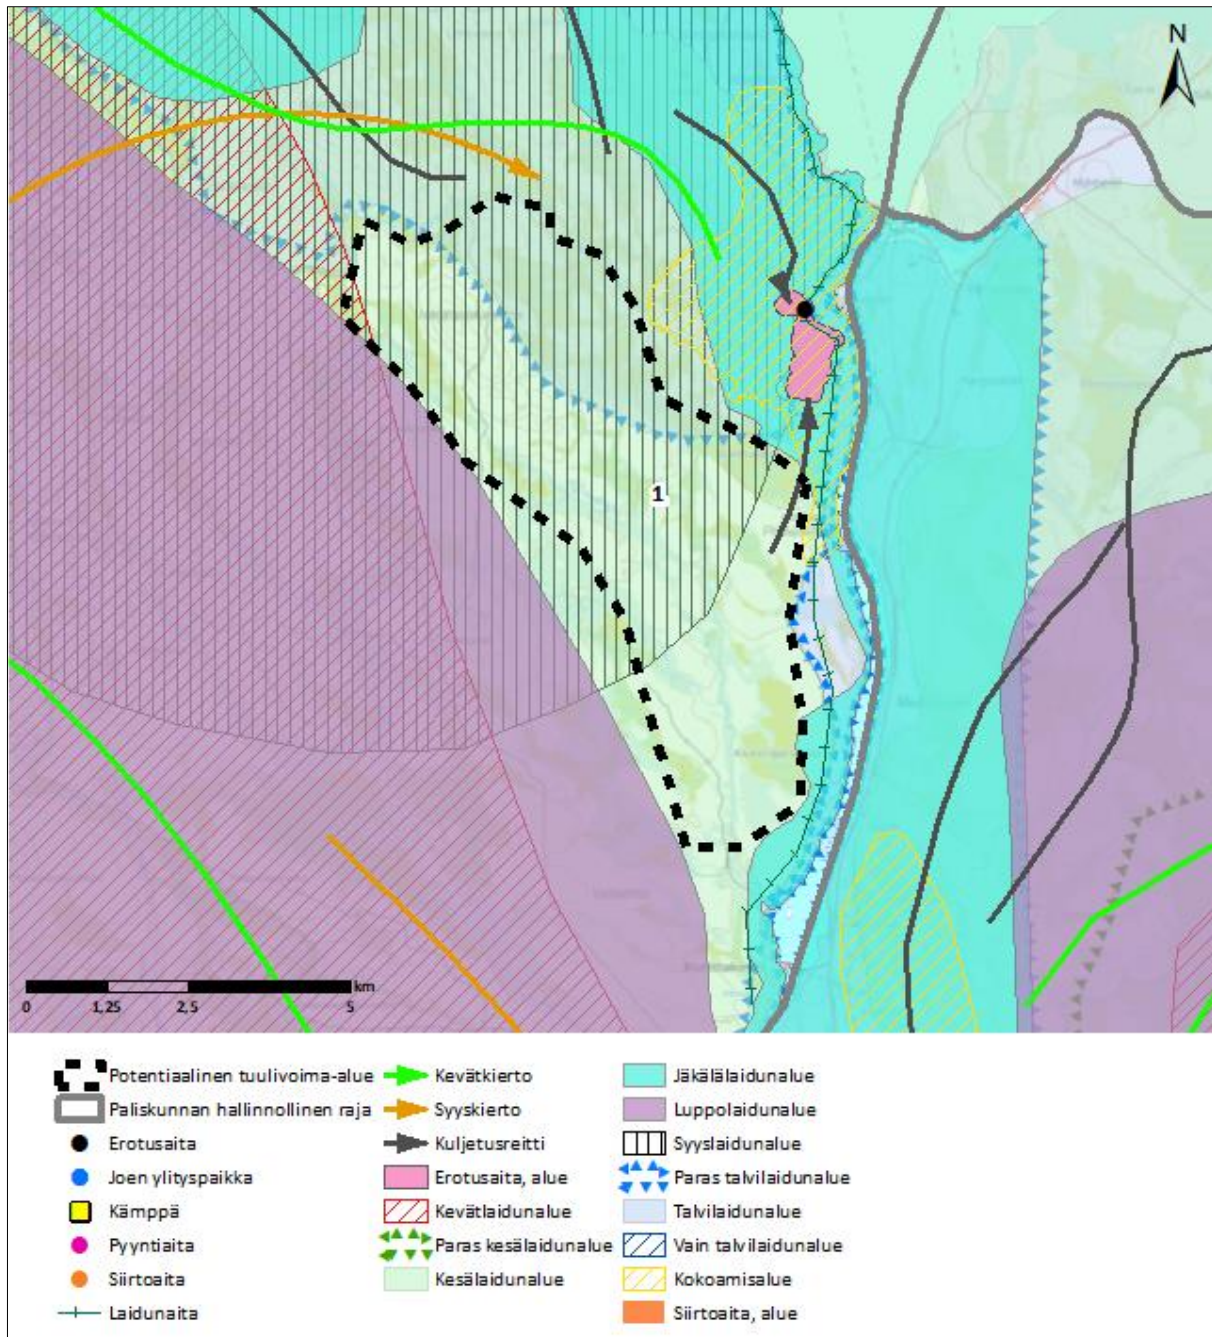 N
1
km
0 1,25 2,5 5
Potentiaalinen tuulivoima-alue
Paliskunnan hallinnollinen raja
Erotusaita
Joen ylityspaikka
Kämppä
Pyyntiaita
Siirtoaita
Laidunaita
Kevätkierto
Syyskierto
Kuljetusreitti
Erotusaita, alue
Kevätlaidunalue
Paras kesälaidunalue
Kesälaidunalue
Jäkälälaidunalue
Luppolaidunalue
Syyslaidunalue
Paras talvilaidunalue
Talvilaidunalue
Vain talvilaidunalue
Kokoamisalue
Siirtoaita, alue